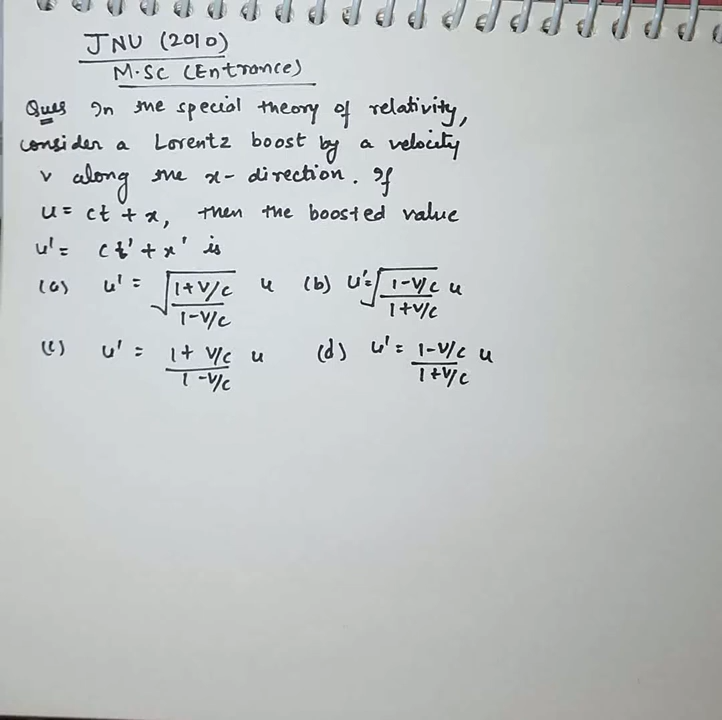 JNU (2010)
M.SC (Entrance)
Ques In the special theory of relativity,
consider a Lorentz boost by a velocity
v along the x-direction. If
u = ct + x, then the boosted value
u' = ct' + x' is
(a) u' = √(1+v/c / 1-v/c) u (b) u' = √(1-v/c / 1+v/c) u
(c) u' = 1+v/c / 1-v/c u (d) u' = 1-v/c / 1+v/c u